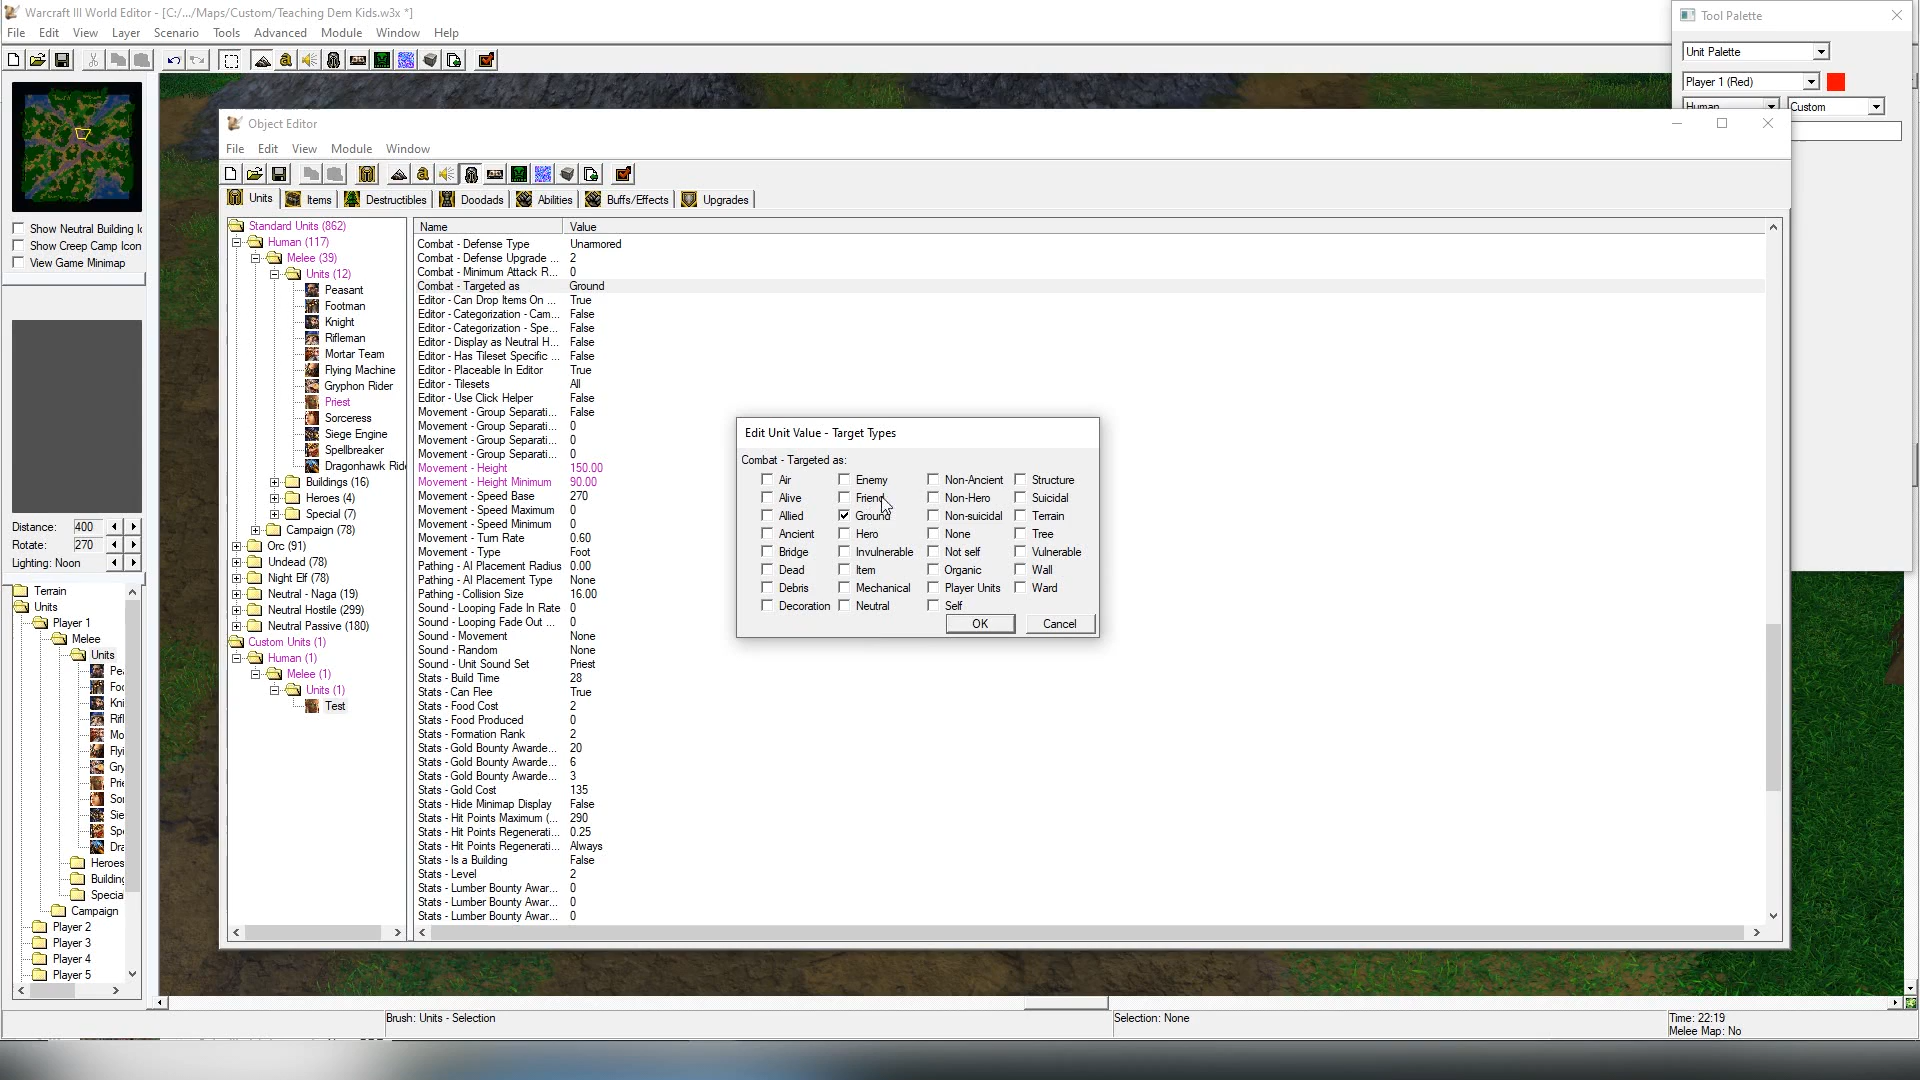 Warcraft III World Editor - [C:/.../Maps/Custom/Teaching Dem Kids.w3x *]
File Edit View Layer Scenario Tools Advanced Module Window Help
Show Neutral Building I
Show Creep Camp Icon
View Game Minimap
Distance: 400
Rotate: 270
Lighting: Noon
Terrain
Units
Player 1
Melee
Units
Pea
Foo
Kni
Rifl
Mo
Flyi
Gry
Prie
Sor
Sie
Spe
Dra
Heroes
Building
Specia
Campaign
Player 2
Player 3
Player 4
Player 5
Object Editor
File Edit View Module Window
Units Items Destructibles Doodads Abilities Buffs/Effects Upgrades
Standard Units (862)
Human (117)
Melee (39)
Units (12)
Peasant
Footman
Knight
Rifleman
Mortar Team
Flying Machine
Gryphon Rider
Priest
Sorceress
Siege Engine
Spellbreaker
Dragonhawk Ride
Buildings (16)
Heroes (4)
Special (7)
Campaign (78)
Orc (91)
Undead (78)
Night Elf (78)
Neutral - Naga (19)
Neutral Hostile (299)
Neutral Passive (180)
Custom Units (1)
Human (1)
Melee (1)
Units (1)
Test
Name Value
Combat - Defense Type Unamored
Combat - Defense Upgrade ... 2
Combat - Minimum Attack R... 0
Combat - Targeted as Ground
Editor - Can Drop Items On ... True
Editor - Categorization - Cam... False
Editor - Categorization - Spe... False
Editor - Display as Neutral H... False
Editor - Has Tileset Specific ... False
Editor - Placeable In Editor True
Editor - Tilesets All
Editor - Use Click Helper False
Movement - Group Separati... False
Movement - Group Separati... 0
Movement - Group Separati... 0
Movement - Group Separati... 0
Movement - Height 150.00
Movement - Height Minimum 90.00
Movement - Speed Base 270
Movement - Speed Maximum 0
Movement - Speed Minimum 0
Movement - Turn Rate 0.60
Movement - Type Foot
Pathing - AI Placement Radius 0.00
Pathing - AI Placement Type None
Pathing - Collision Size 16.00
Sound - Looping Fade In Rate 0
Sound - Looping Fade Out ... 0
Sound - Movement None
Sound - Random None
Sound - Unit Sound Set Priest
Stats - Build Time 28
Stats - Can Flee True
Stats - Food Cost 2
Stats - Food Produced 0
Stats - Formation Rank 2
Stats - Gold Bounty Awarde... 20
Stats - Gold Bounty Awarde... 6
Stats - Gold Bounty Awarde... 3
Stats - Gold Cost 135
Stats - Hide Minimap Display False
Stats - Hit Points Maximum (... 290
Stats - Hit Points Regenerati... 0.25
Stats - Hit Points Regenerati... Always
Stats - Is a Building False
Stats - Level 2
Stats - Lumber Bounty Awar... 0
Stats - Lumber Bounty Awar... 0
Stats - Lumber Bounty Awar... 0
Edit Unit Value - Target Types
Combat - Targeted as:
Air Enemy Non-Ancient Structure
Alive Friend Non-Hero Suicidal
Allied Ground Non-suicidal Terrain
Ancient Hero None Tree
Bridge Invulnerable Not self Vulnerable
Dead Item Organic Wall
Debris Mechanical Player Units Ward
Decoration Neutral Self
OK Cancel
Tool Palette
Unit Palette
Player 1 (Red)
Human Custom
Brush: Units - Selection
Selection: None
Time: 22:19
Melee Map: No